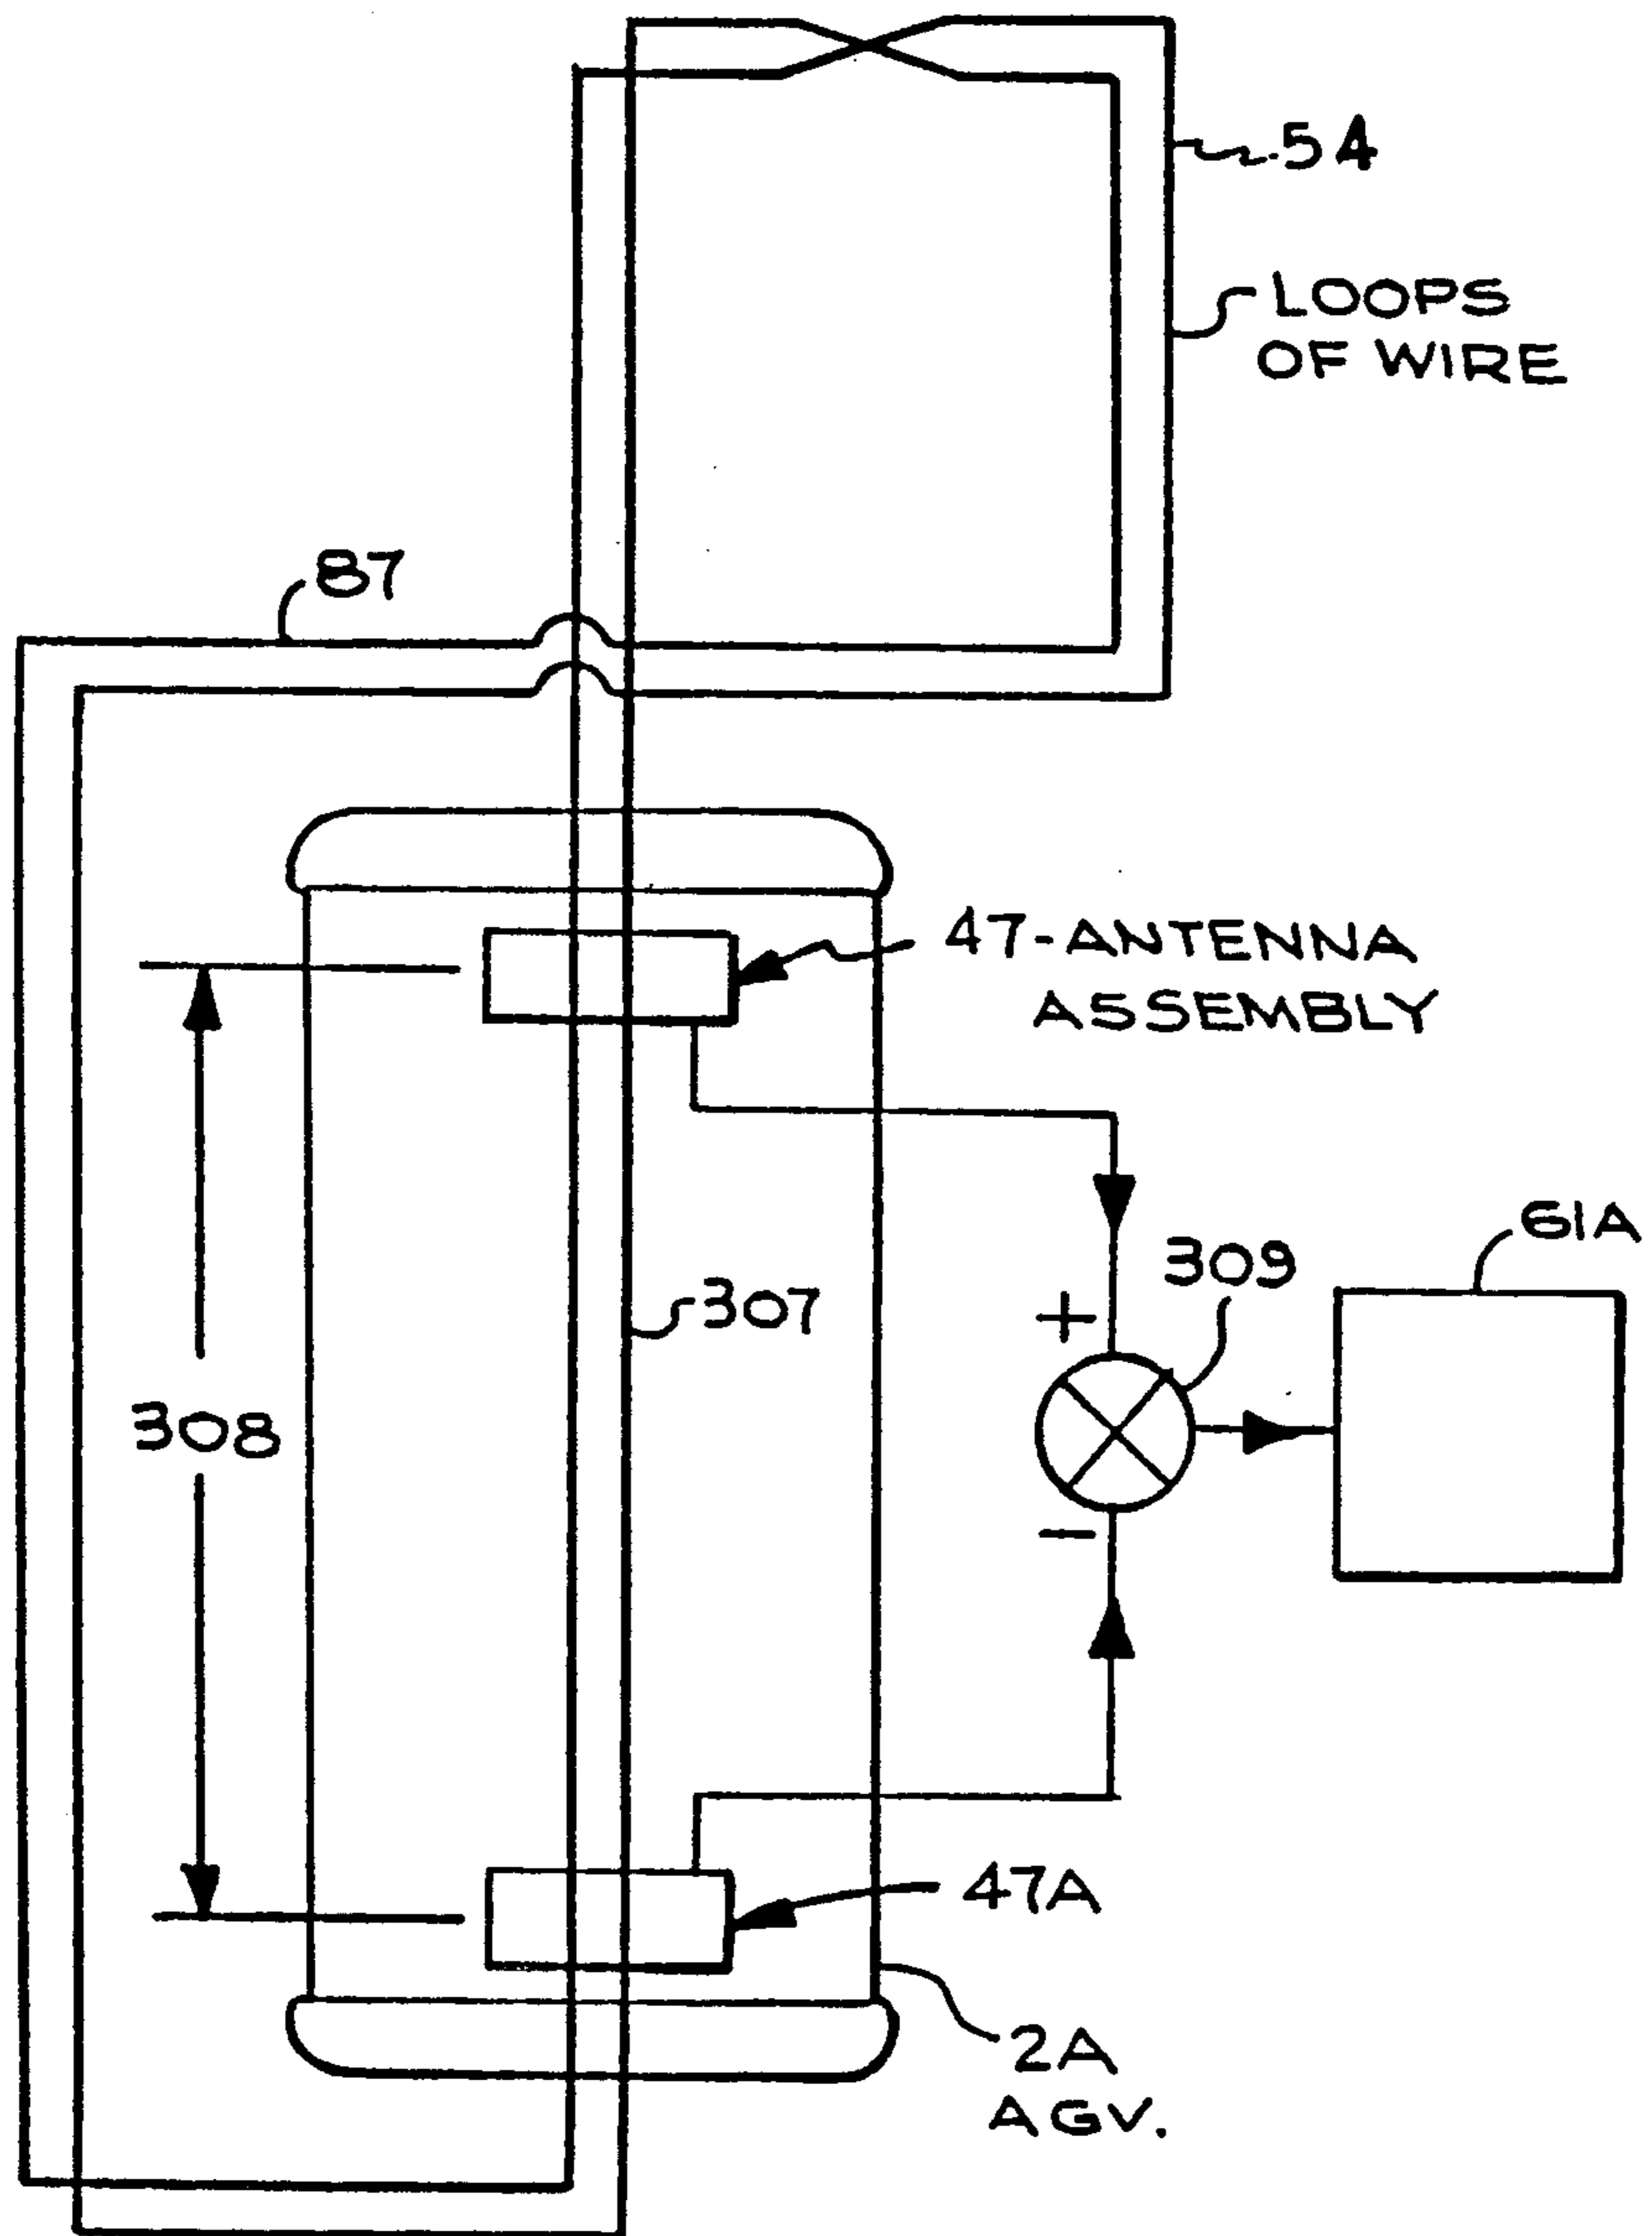 54
LOOPS
OF WIRE
87
47-ANTENNA
ASSEMBLY
61A
309
+
307
308
-
47A
2A
AGV.